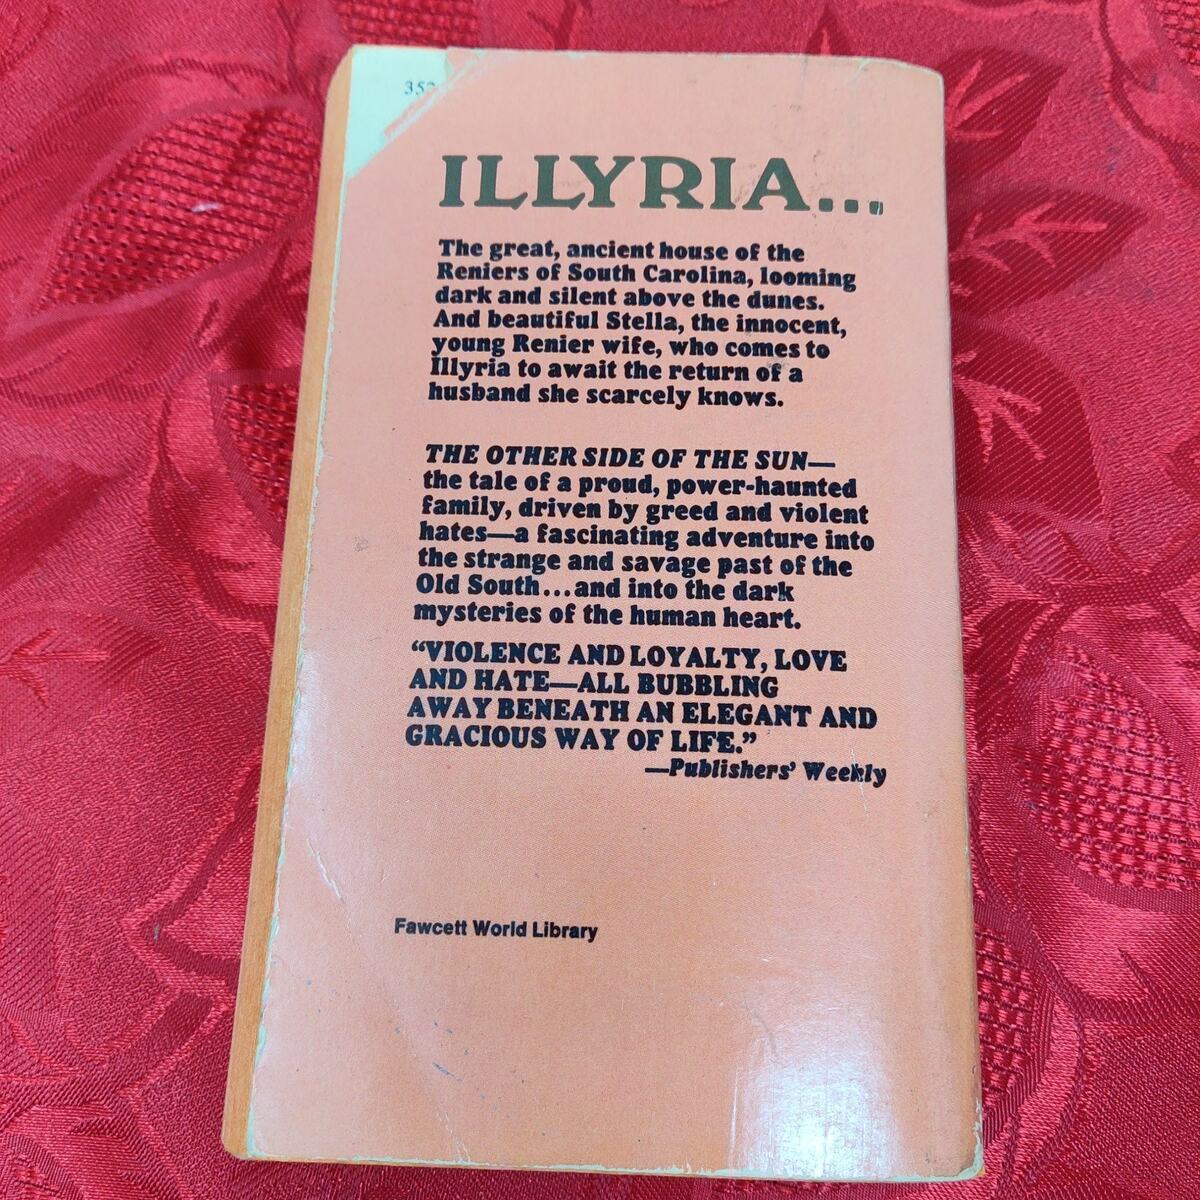 352
ILLYRIA...
The great, ancient house of the
Reniers of South Carolina, looming
dark and silent above the dunes.
And beautiful Stella, the innocent,
young Renier wife, who comes to
Illyria to await the return of a
husband she scarcely knows.
THE OTHER SIDE OF THE SUN—
the tale of a proud, power-haunted
family, driven by greed and violent
hates—a fascinating adventure into
the strange and savage past of the
Old South...and into the dark
mysteries of the human heart.
“VIOLENCE AND LOYALTY, LOVE
AND HATE—ALL BUBBLING
AWAY BENEATH AN ELEGANT AND
GRACIOUS WAY OF LIFE.”
—Publishers’ Weekly
Fawcett World Library